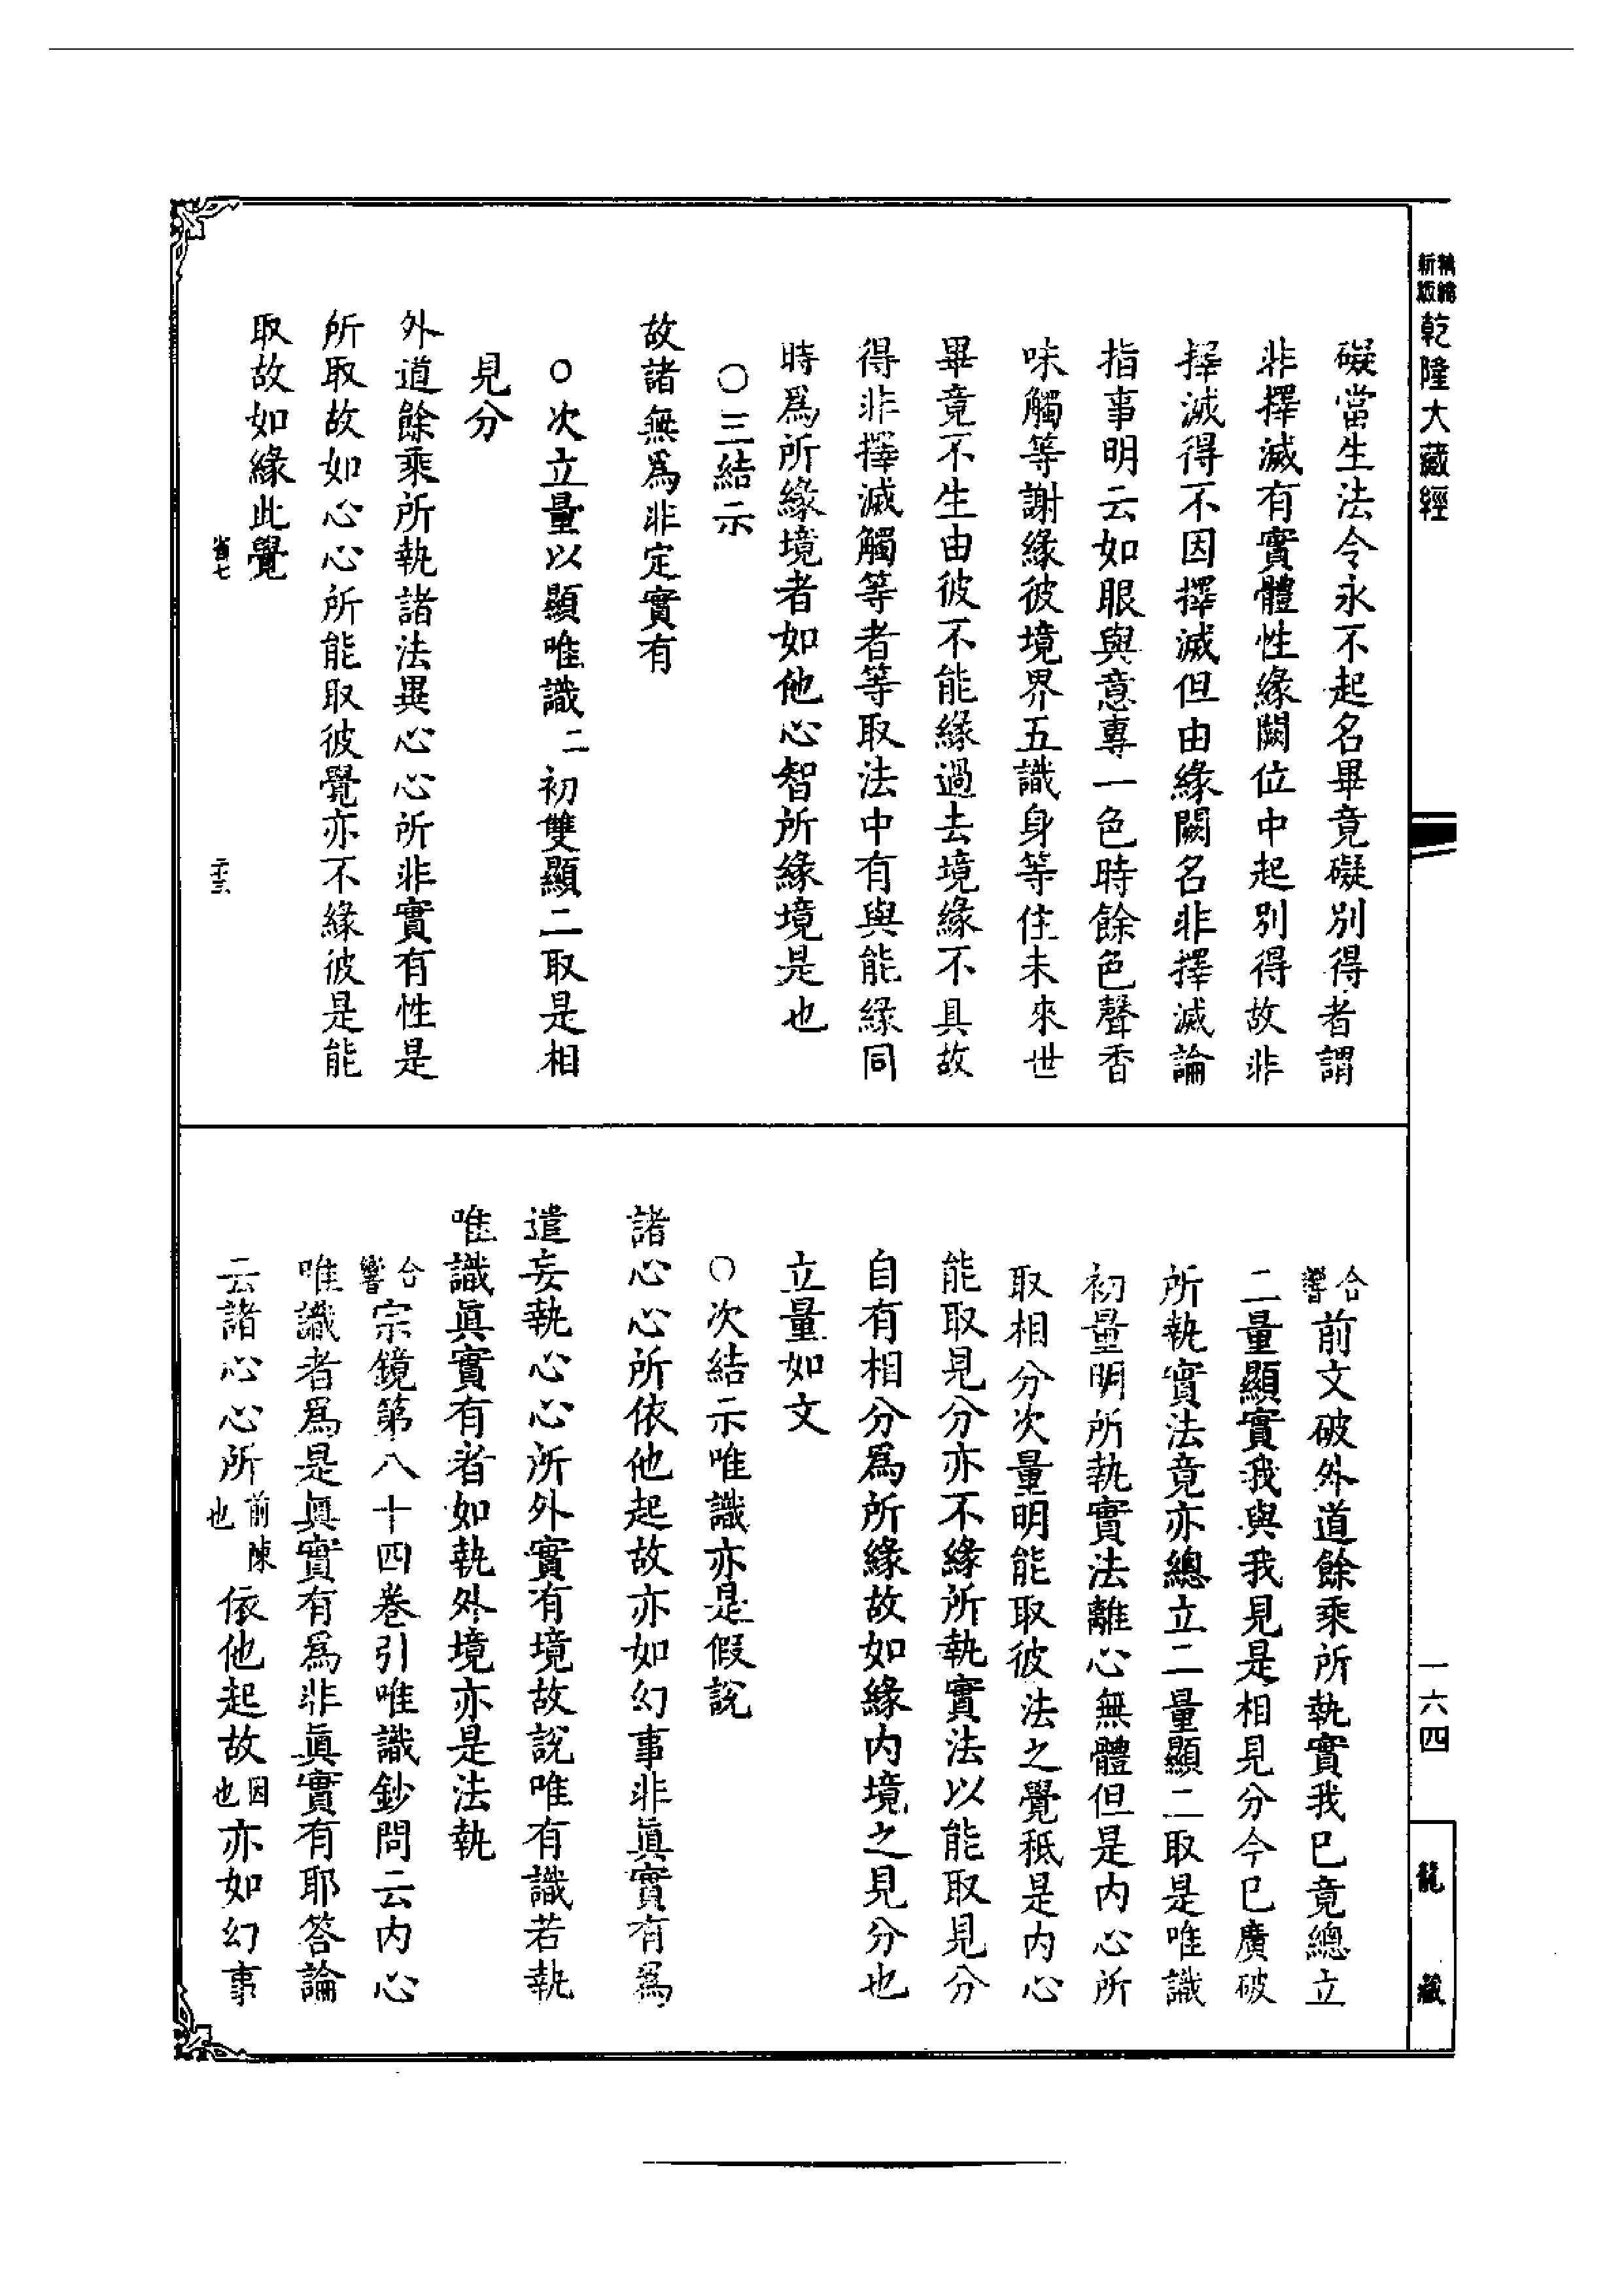 精縮
新版
乾隆大藏經
一六四
龍藏
礙當生法令永不起名畢竟礙別得者謂
非擇滅有實體性緣闕位中起別得故非
擇滅得不因擇滅但由緣闕名非擇滅論
指事明云如眼與意專一色時餘色聲香
味觸等謝緣彼境界五識身等住未來世
畢竟不生由彼不能緣過去境緣不具故
得非擇滅觸等者等取法中有與能緣同
時爲所緣境者如他心智所緣境是也
○三結示
故諸無爲非定實有
○次立量以顯唯識二初雙顯二取是相
見分
外道餘乘所執諸法異心心所非實有性是
所取故如心心所能取彼覺亦不緣彼是能
取故如緣此覺
省七
二十三
合響前文破外道餘乘所執實我已竟總立
二量顯實我與我見是相見分今已廣破
所執實法竟亦總立二量顯二取是唯識
初量明所執實法離心無體但是內心所
取相分次量明能取彼法之覺秖是內心
能取見分亦不緣所執實法以能取見分
自有相分爲所緣故如緣內境之見分也
立量如文
○次結示唯識亦是假說
諸心心所依他起故亦如幻事非眞實有爲
遣妄執心心所外實有境故說唯有識若執
唯識眞實有者如執外境亦是法執
合響宗鏡第八十四卷引唯識鈔問云內心
唯識者爲是眞實有爲非眞實有耶答論
云諸心心所前陳也依他起故因也亦如幻事